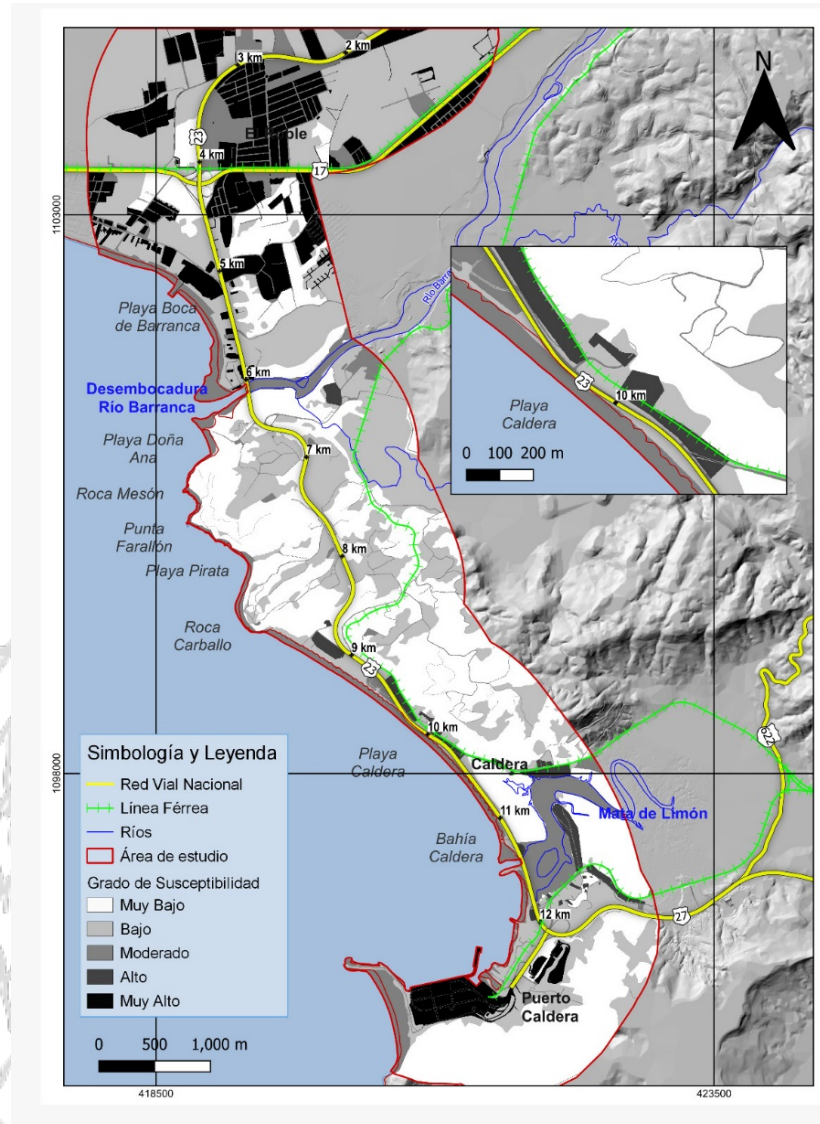 N
2 km
3 km
El Roble
23
4 km
17
1103000
5 km
Playa Boca
de Barranca
Río Barra
6 km
Desembocadura
Río Barranca
Playa Doña
Ana
7 km
Roca Mesón
Punta
Farallón
8 km
Playa Pirata
Roca
Carballo
9 km
23
10 km
Playa
Caldera
0 100 200 m
23
10 km
Playa
Caldera
Caldera
622
1098000
11 km
Mata de Limón
Bahía
Caldera
12 km
27
Puerto
Caldera
Simbología y Leyenda
Red Vial Nacional
Línea Férrea
Ríos
Área de estudio
Grado de Susceptibilidad
Muy Bajo
Bajo
Moderado
Alto
Muy Alto
0 500 1,000 m
418500
423500